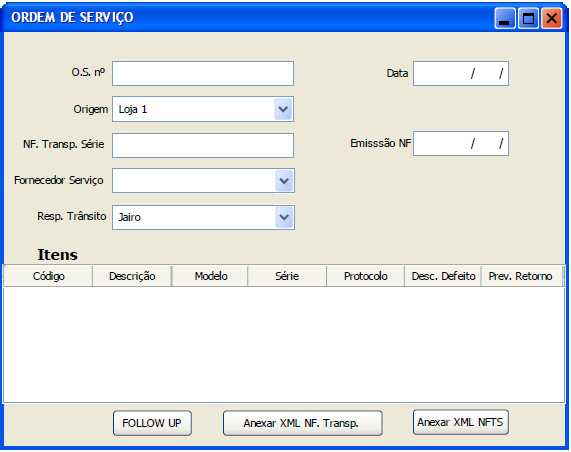 ORDEM DE SERVIÇO
O.S. nº
Data / /
Origem Loja 1
NF. Transp. Série
Emisssão NF / /
Fornecedor Serviço
Resp. Trânsito Jairo
Itens
Código Descrição Modelo Série Protocolo Desc. Defeito Prev. Retorno
FOLLOW UP Anexar XML NF. Transp. Anexar XML NFTS